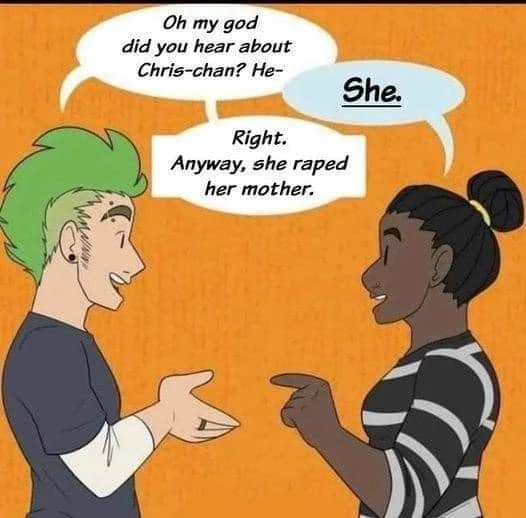 Oh my god
did you hear about
Chris-chan? He-
She.
Right.
Anyway, she raped
her mother.